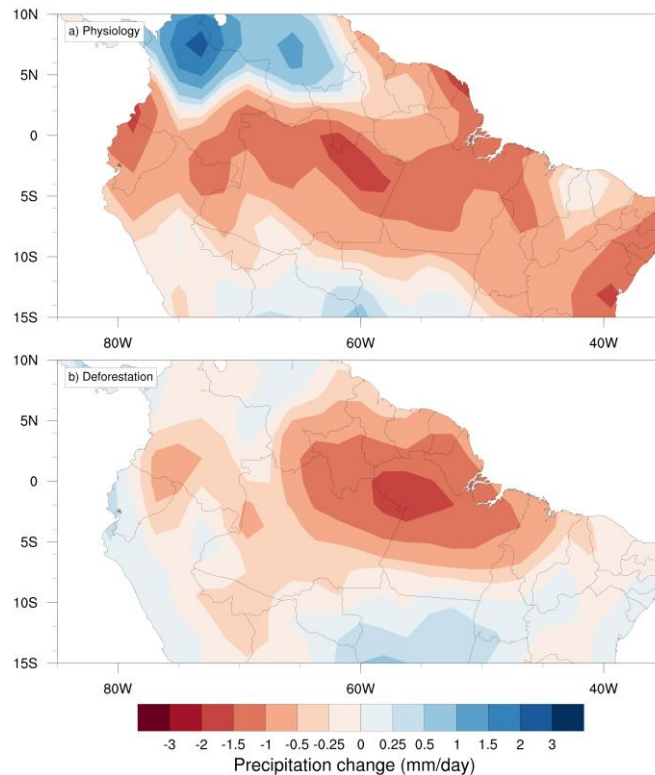 10N
a) Physiology
5N
0
5S
10S
15S
80W 60W 40W
10N
b) Deforestation
5N
0
5S
10S
15S
80W 60W 40W
-3 -2 -1.5 -1 -0.5 -0.25 0 0.25 0.5 1 1.5 2 3
Precipitation change (mm/day)